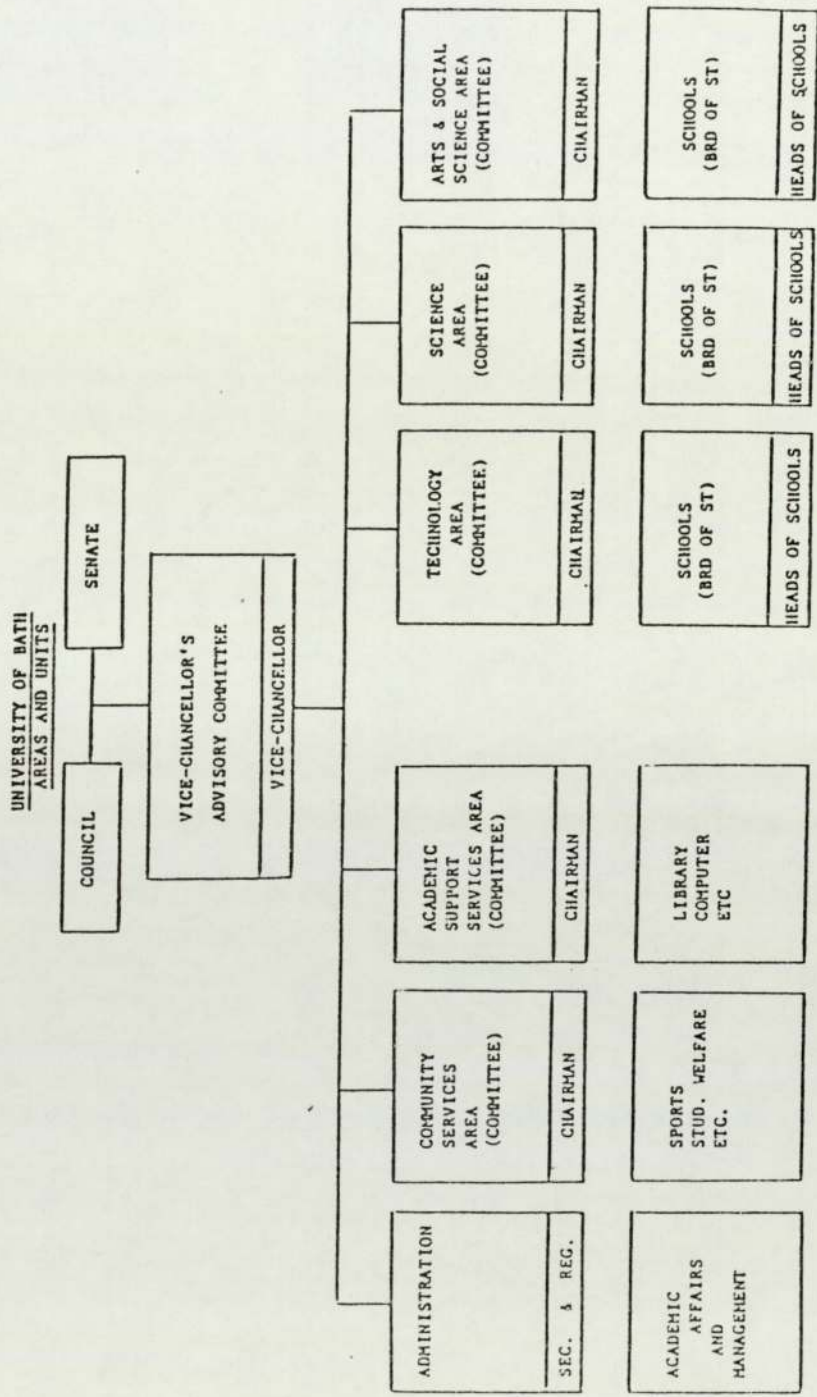 UNIVERSITY OF BATH
AREAS AND UNITS
COUNCIL
SENATE
VICE-CHANCELLOR'S
ADVISORY COMMITTEE
VICE-CHANCELLOR
ADMINISTRATION
SEC. & REG.
COMMUNITY
SERVICES
AREA
(COMMITTEE)
CHAIRMAN
ACADEMIC
SUPPORT
SERVICES AREA
(COMMITTEE)
CHAIRMAN
TECHNOLOGY
AREA
(COMMITTEE)
CHAIRMAN
SCIENCE
AREA
(COMMITTEE)
CHAIRMAN
ARTS & SOCIAL
SCIENCE AREA
(COMMITTEE)
CHAIRMAN
ACADEMIC
AFFAIRS
AND
MANAGEMENT
SPORTS
STUD. WELFARE
ETC.
LIBRARY
COMPUTER
ETC
SCHOOLS
(BRD OF ST)
HEADS OF SCHOOLS
SCHOOLS
(BRD OF ST)
HEADS OF SCHOOLS
SCHOOLS
(BRD OF ST)
HEADS OF SCHOOLS